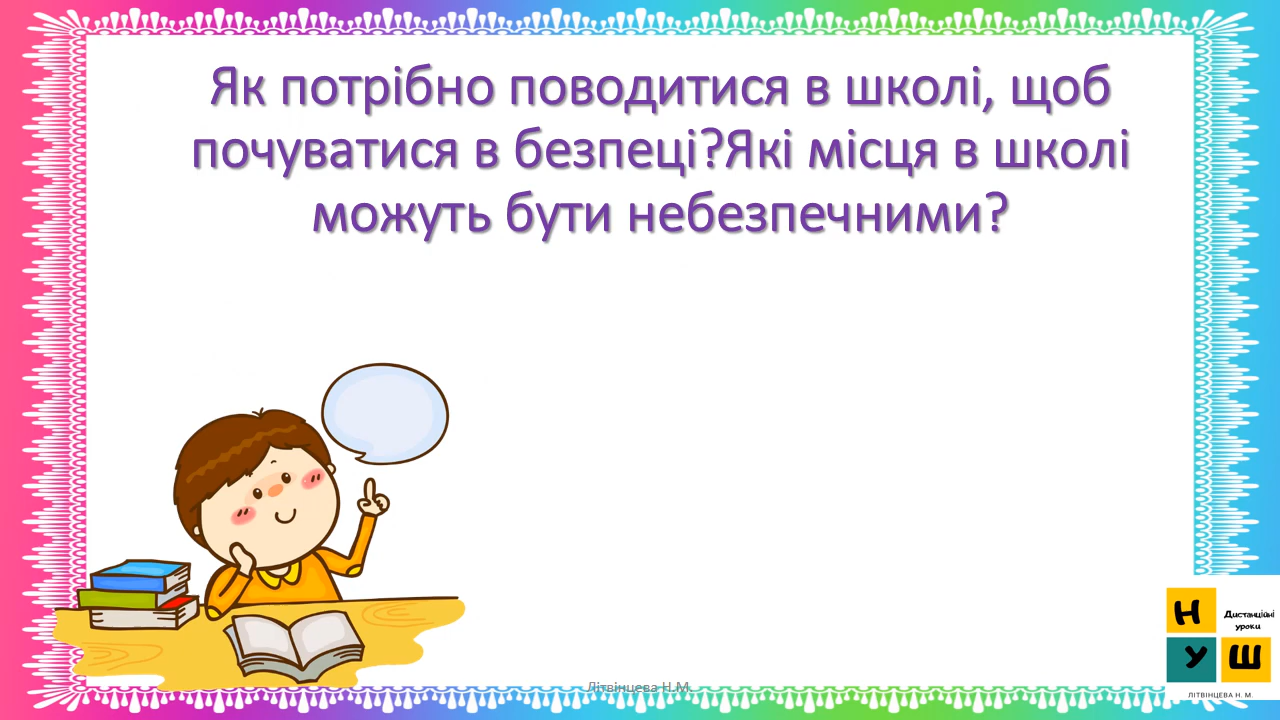 Як потрібно поводитися в школі, щоб
почуватися в безпеці?Які місця в школі
можуть бути небезпечними?
Н
Дистанційні
уроки
У Ш
ЛІТВІНЦЕВА Н. М.
Літвінцева Н.М.